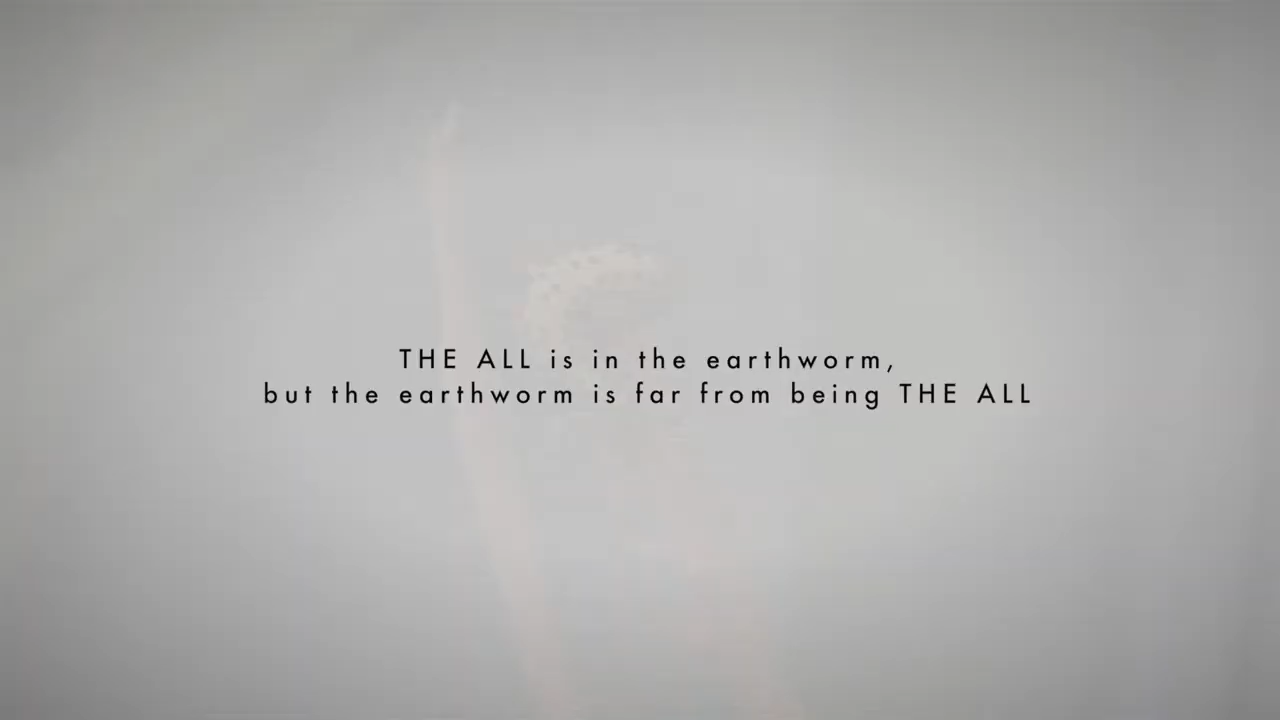 THE ALL is in the earthworm,
but the earthworm is far from being THE ALL